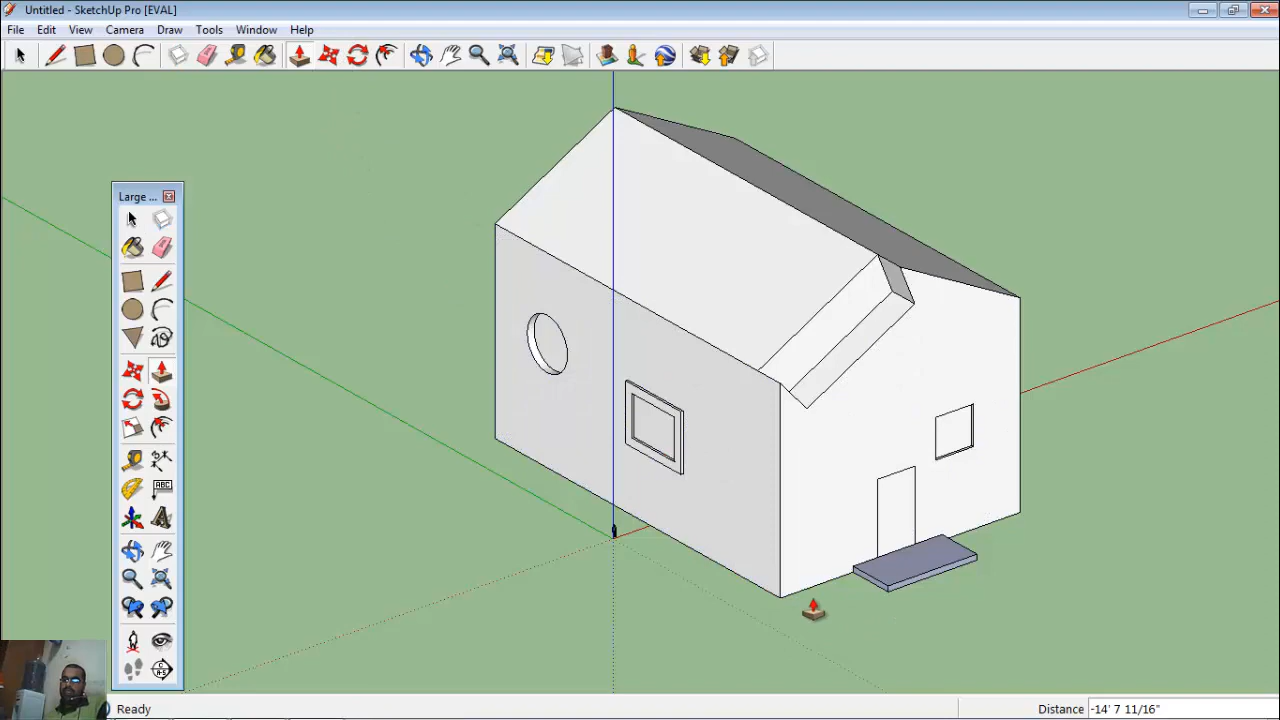 Untitled - SketchUp Pro [EVAL]
File Edit View Camera Draw Tools Window Help
Large ...
ABC
Ready
Distance -14' 7 11/16"